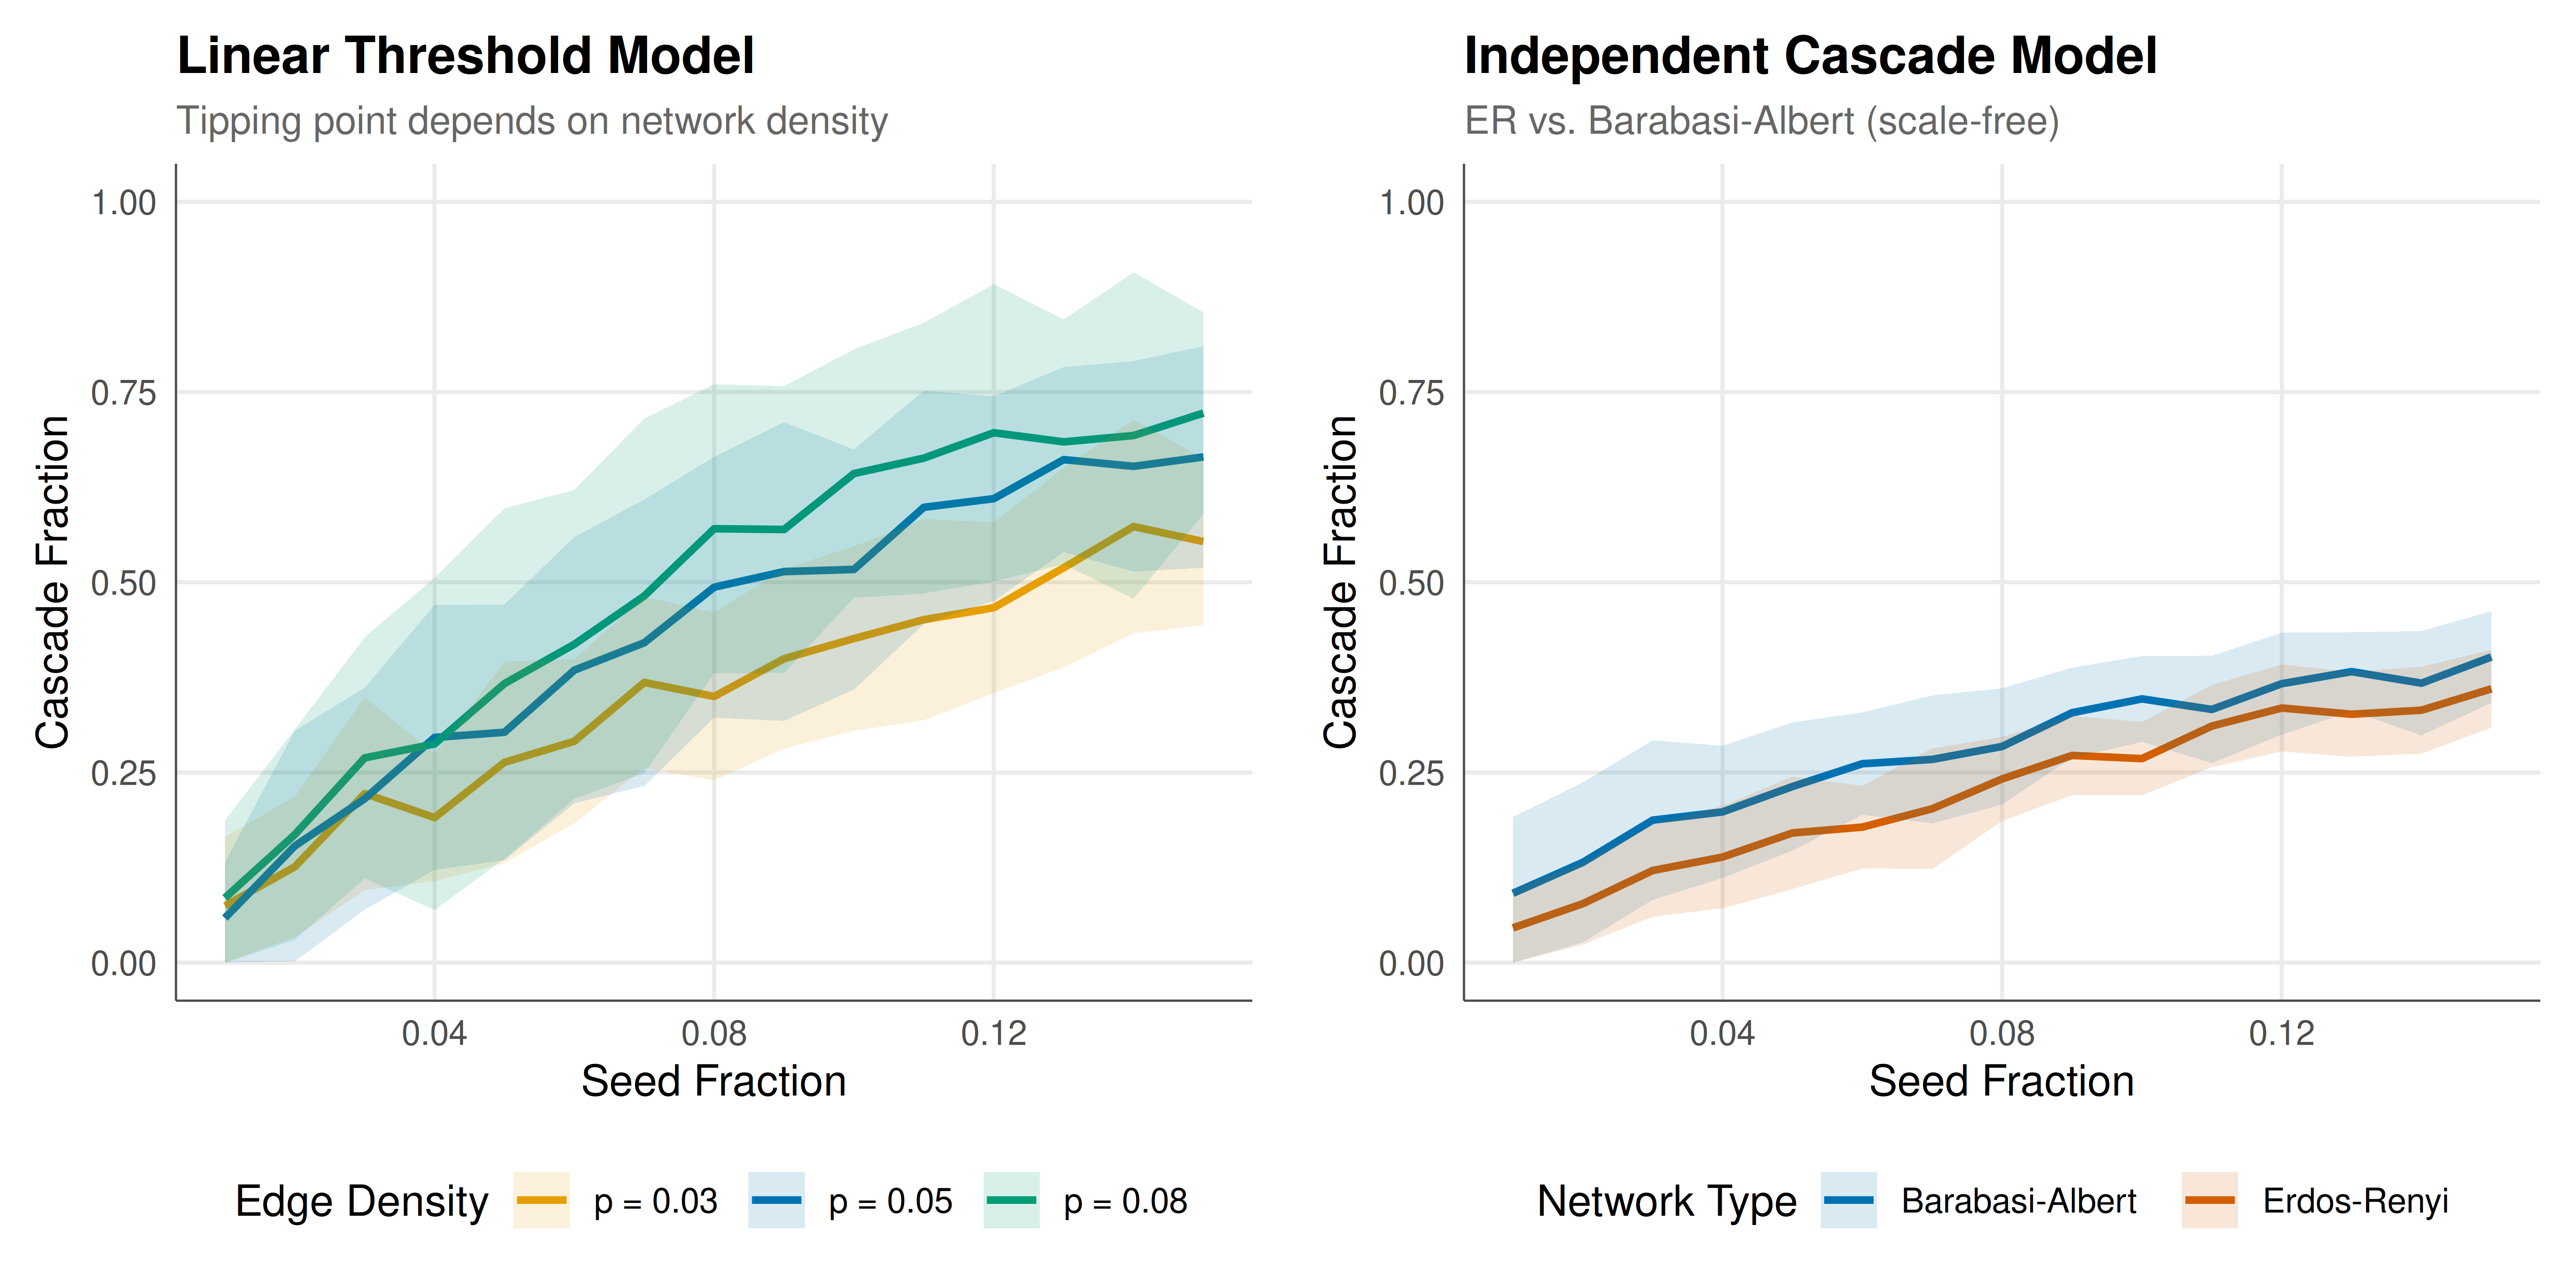 Linear Threshold Model
Tipping point depends on network density
1.00
0.75
0.50
0.25
0.00
Cascade Fraction
0.04 0.08 0.12
Seed Fraction
Edge Density p = 0.03 p = 0.05 p = 0.08
Independent Cascade Model
ER vs. Barabasi-Albert (scale-free)
1.00
0.75
0.50
0.25
0.00
Cascade Fraction
0.04 0.08 0.12
Seed Fraction
Network Type Barabasi-Albert Erdos-Renyi